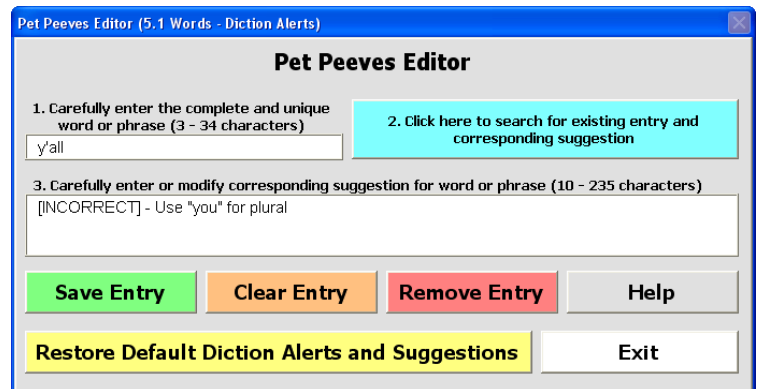 Pet Peeves Editor (5.1 Words - Diction Alerts)
Pet Peeves Editor
1. Carefully enter the complete and unique
word or phrase (3 - 34 characters)
y'all
2. Click here to search for existing entry and
corresponding suggestion
3. Carefully enter or modify corresponding suggestion for word or phrase (10 - 235 characters)
[INCORRECT] - Use "you" for plural
Save Entry
Clear Entry
Remove Entry
Help
Restore Default Diction Alerts and Suggestions
Exit